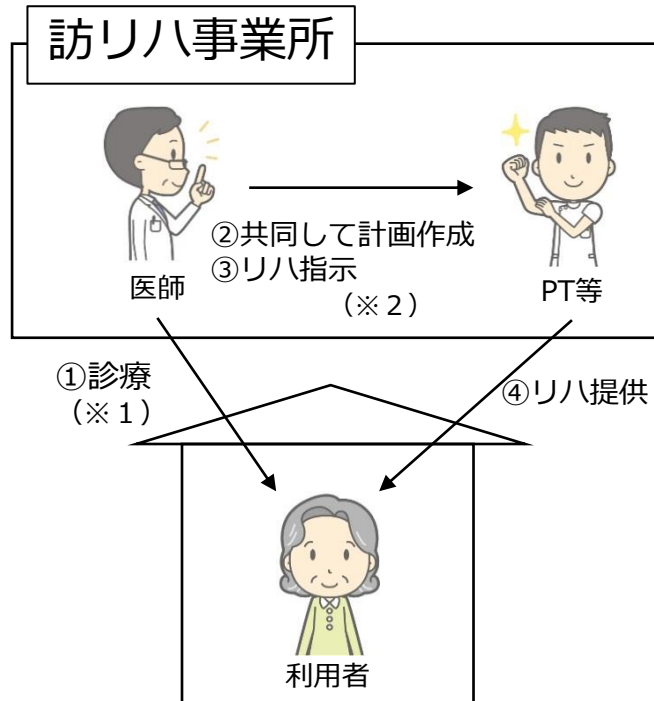 訪リハ事業所
②共同して計画作成
③リハ指示
（※２）
医師
PT等
①診療
（※１）
④リハ提供
利用者